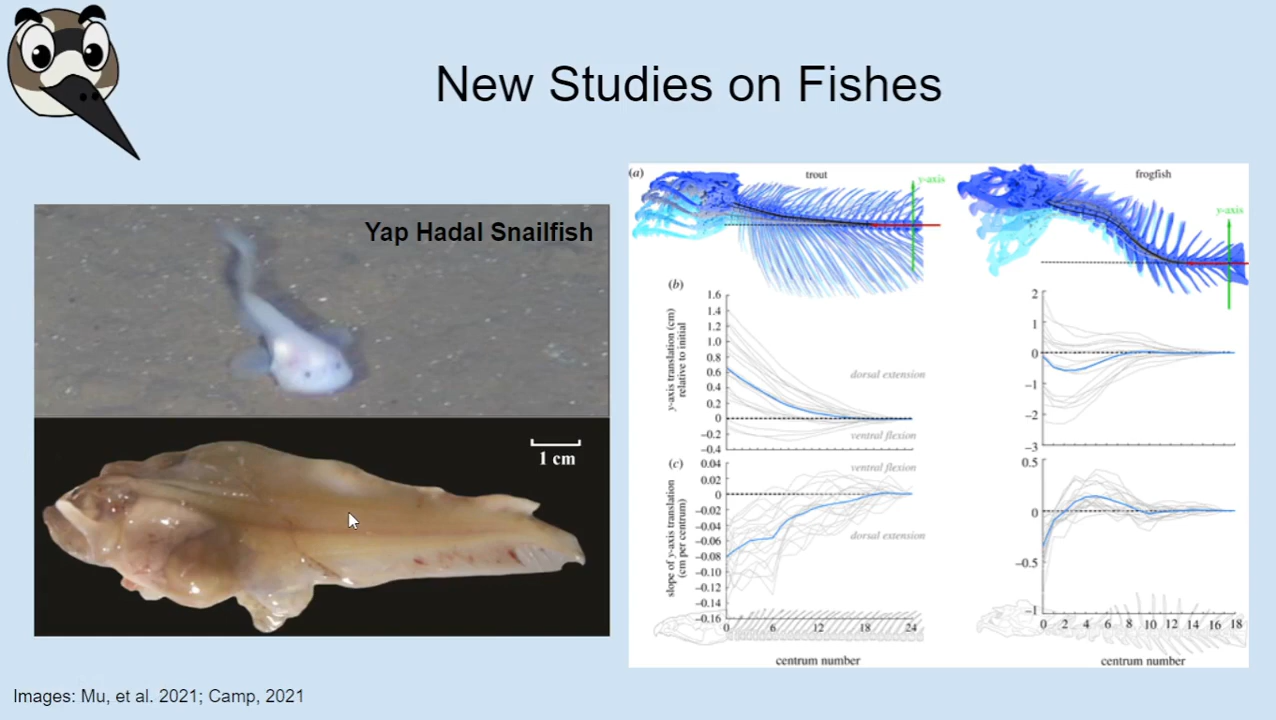 New Studies on Fishes
Yap Hadal Snailfish
1 cm
(a)
trout
y-axis
frogfish
y-axis
(b)
y-axis translation (cm)
relative to initial
1.6
1.4
1.2
1.0
0.8
0.6
0.4
0.2
0
–0.2
–0.4
dorsal extension
ventral flexion
2
1
0
–1
–2
–3
(c)
slope of y-axis translation
(cm per centrum)
0.04
0.02
0
–0.02
–0.04
–0.06
–0.08
–0.10
–0.12
–0.14
–0.16
ventral flexion
dorsal extension
0 6 12 18 24
centrum number
0.5
0
–0.5
–1
0 2 4 6 8 10 12 14 16 18
centrum number
Images: Mu, et al. 2021; Camp, 2021